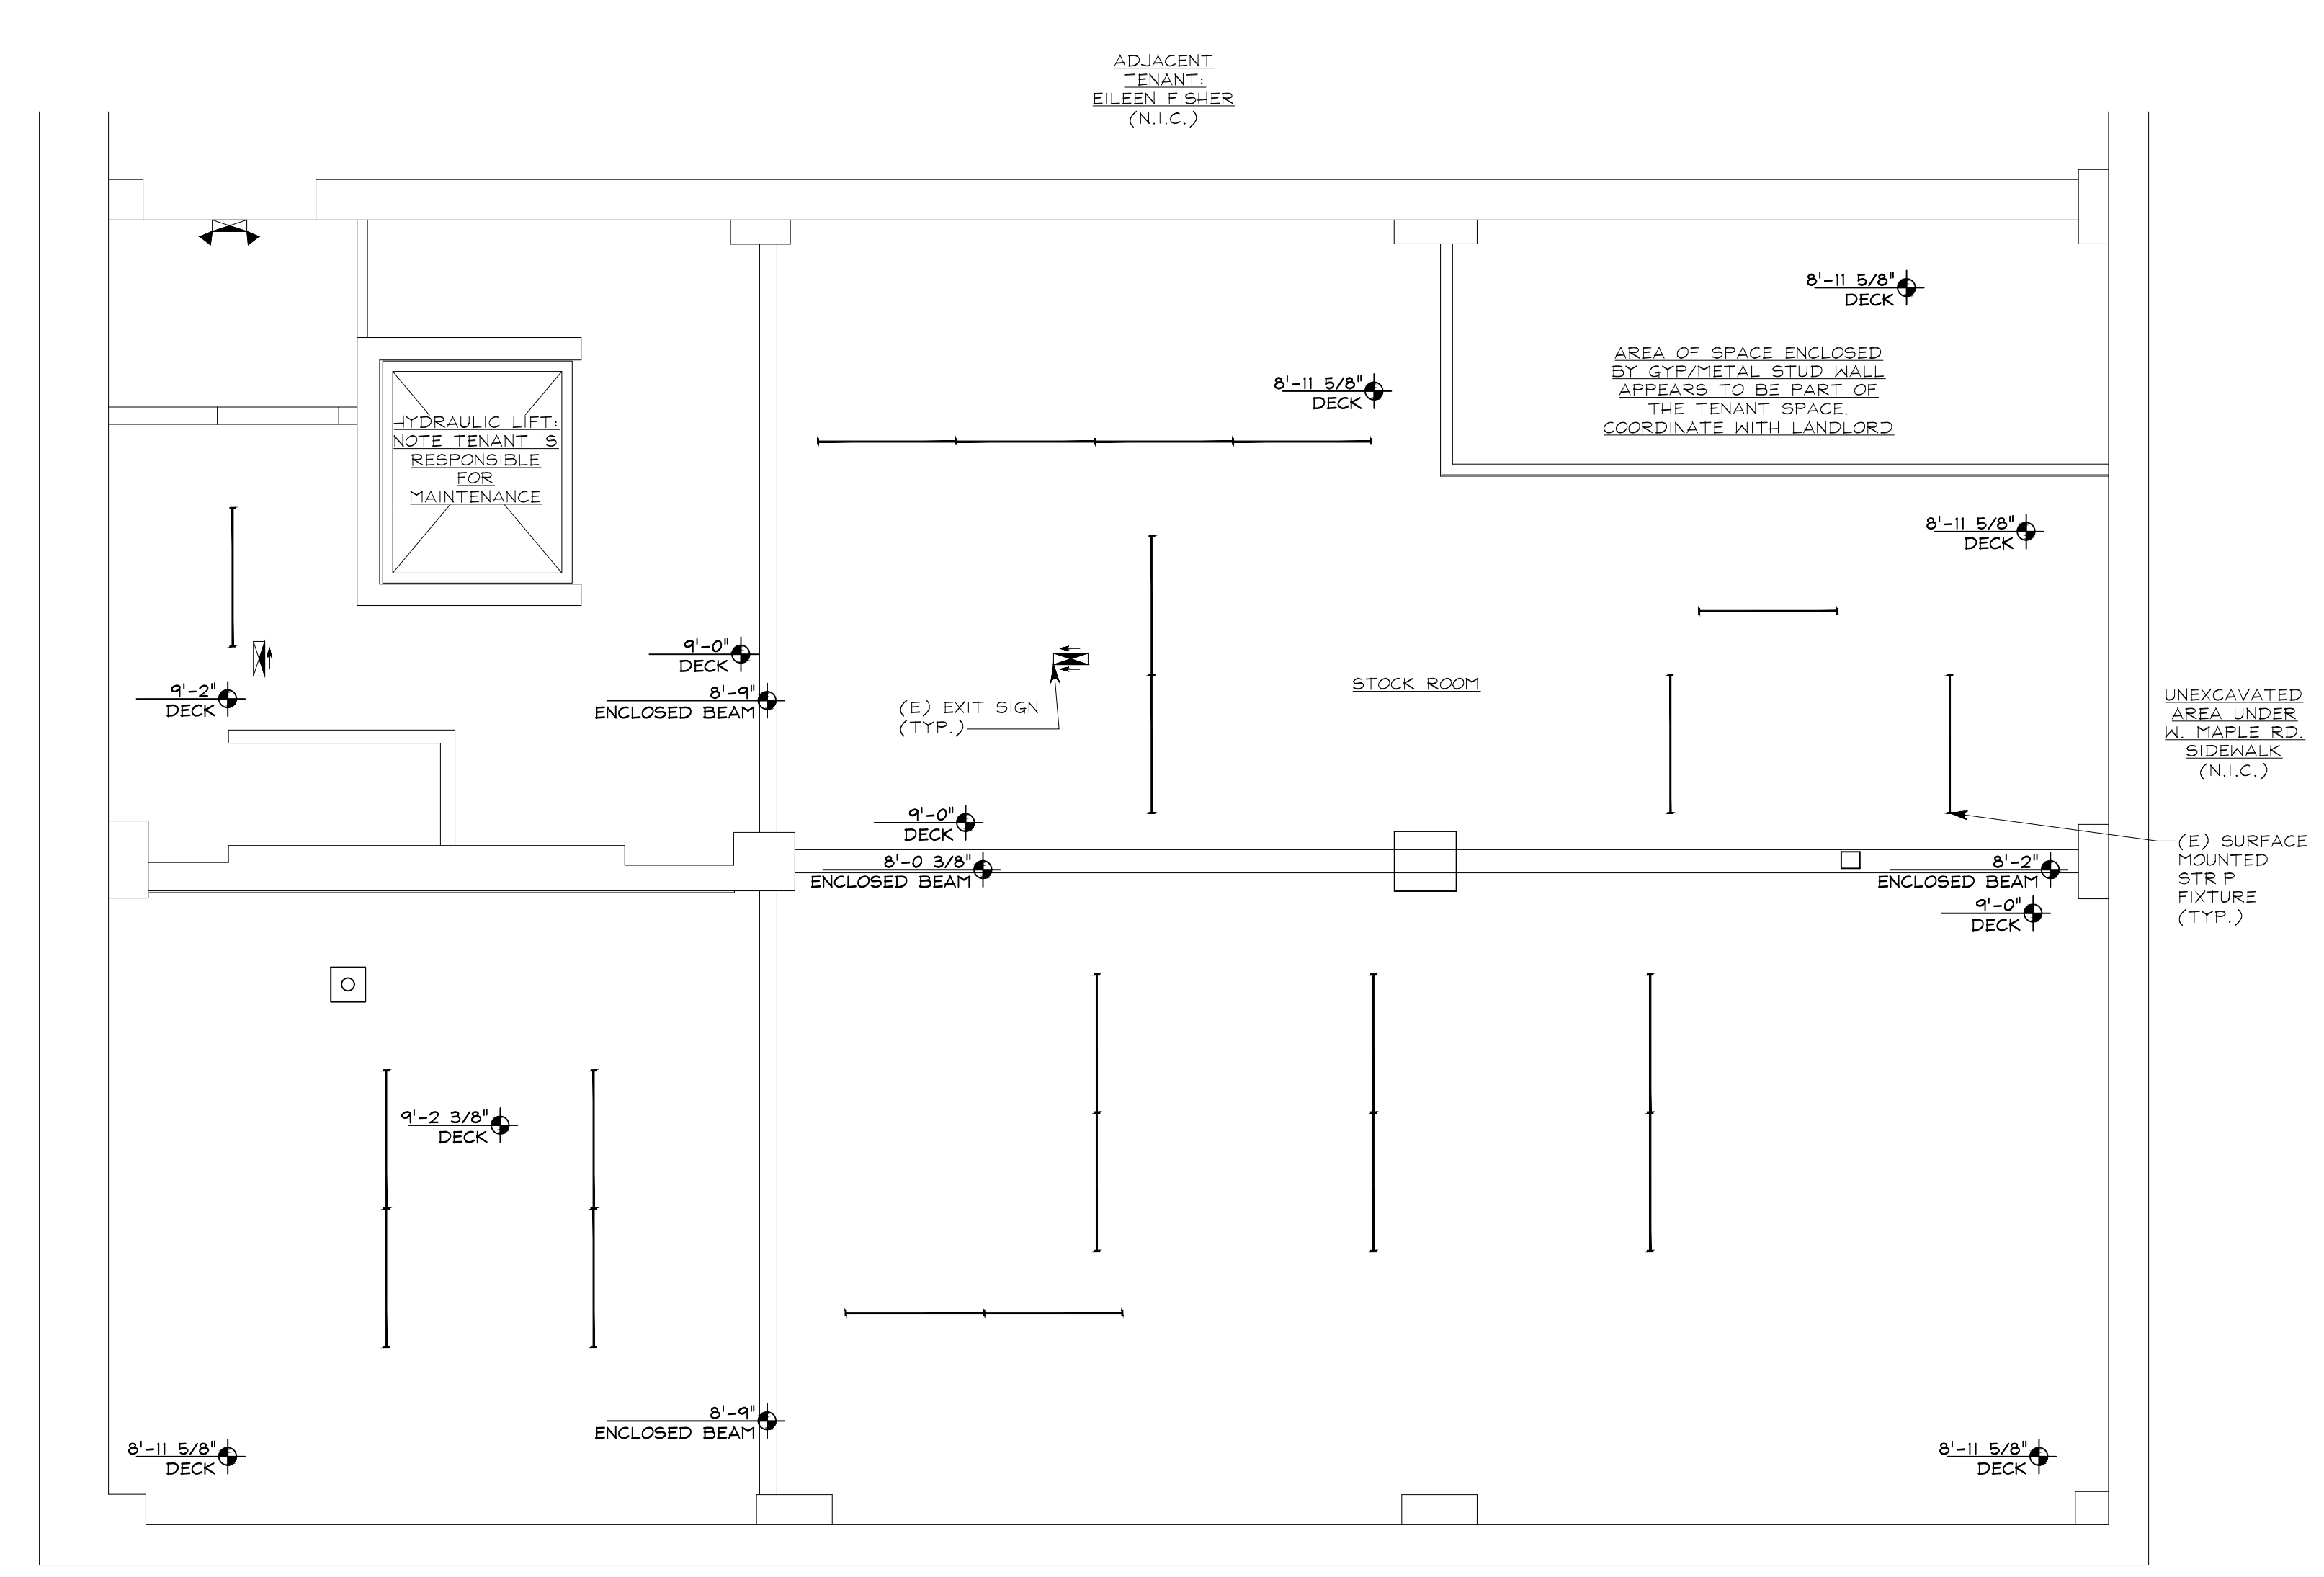 ADJACENT
TENANT:
EILEEN FISHER
(N.I.C.)
8'-11 5/8"
DECK
AREA OF SPACE ENCLOSED
BY GYP/METAL STUD WALL
APPEARS TO BE PART OF
THE TENANT SPACE.
COORDINATE WITH LANDLORD
8'-11 5/8"
DECK
HYDRAULIC LIFT:
NOTE TENANT IS
RESPONSIBLE
FOR
MAINTENANCE
8'-11 5/8"
DECK
9'-0"
DECK
8'-9"
ENCLOSED BEAM
9'-2"
DECK
(E) EXIT SIGN
(TYP.)
STOCK ROOM
UNEXCAVATED
AREA UNDER
W. MAPLE RD.
SIDEWALK
(N.I.C.)
9'-0"
DECK
8'-0 3/8"
ENCLOSED BEAM
8'-2"
ENCLOSED BEAM
9'-0"
DECK
(E) SURFACE
MOUNTED
STRIP
FIXTURE
(TYP.)
9'-2 3/8"
DECK
8'-9"
ENCLOSED BEAM
8'-11 5/8"
DECK
8'-11 5/8"
DECK